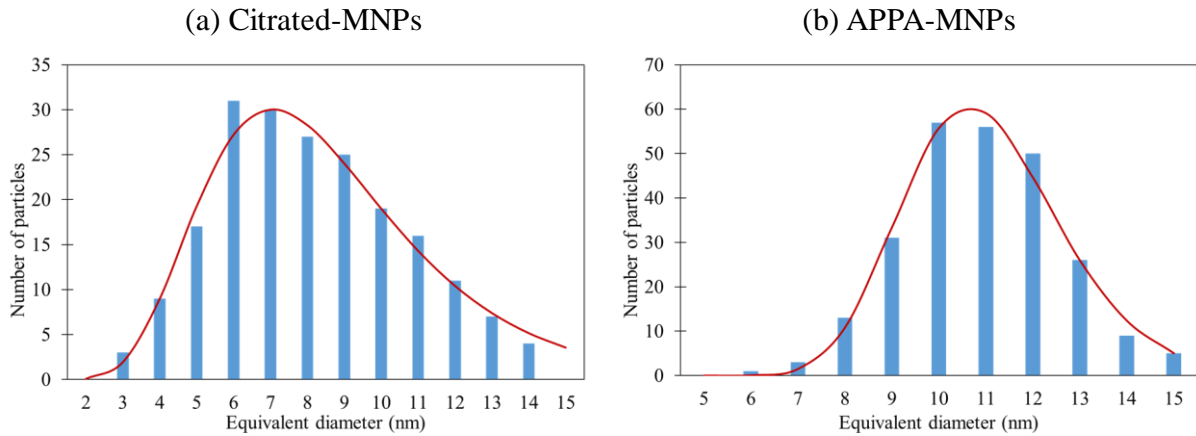 (a) Citrated-MNPs
35
30
25
20
15
10
5
0
Number of particles
2 3 4 5 6 7 8 9 10 11 12 13 14 15
Equivalent diameter (nm)
(b) APPA-MNPs
70
60
50
40
30
20
10
0
Number of particles
5 6 7 8 9 10 11 12 13 14 15
Equivalent diameter (nm)